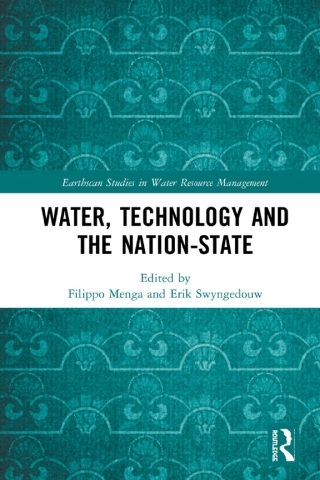 Earthscan Studies in Water Resource Management
WATER, TECHNOLOGY AND
THE NATION-STATE
Edited by
Filippo Menga and Erik Swyngedouw
ROUTLEDGE